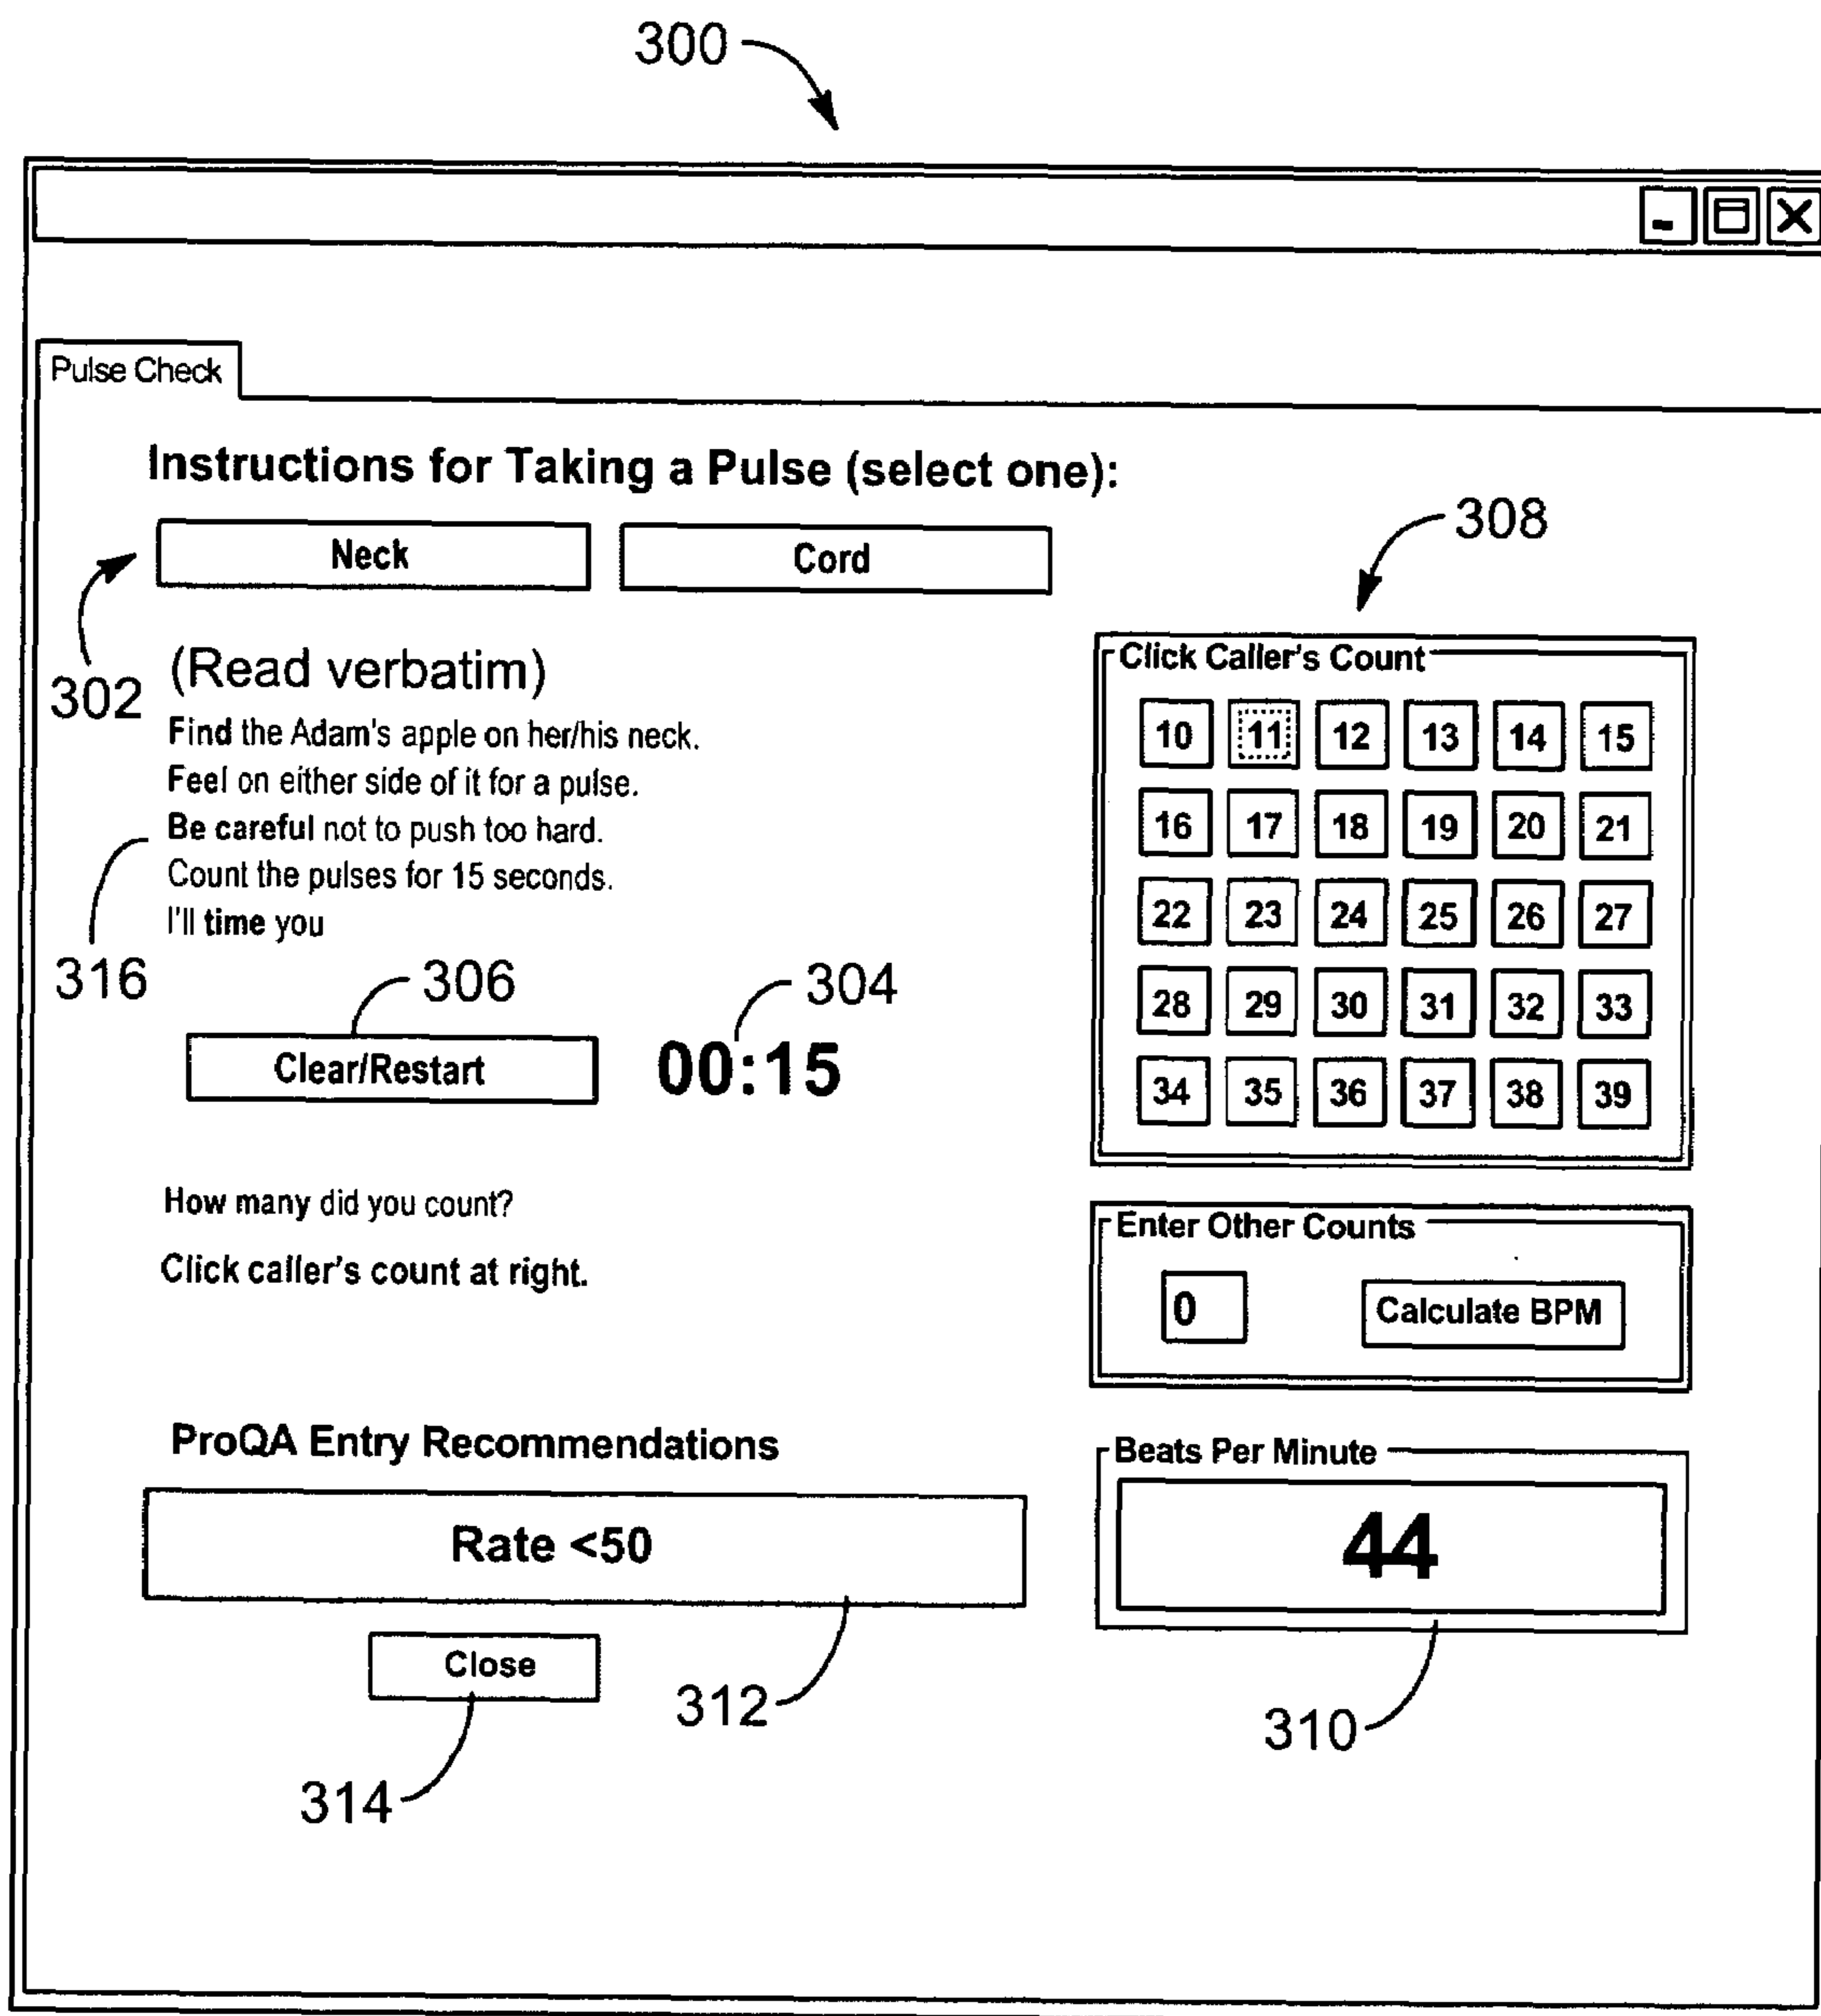 300
Pulse Check
Instructions for Taking a Pulse (select one):
Neck
Cord
302
(Read verbatim)
Find the Adam's apple on her/his neck.
Feel on either side of it for a pulse.
Be careful not to push too hard.
Count the pulses for 15 seconds.
I'll time you
316
306
304
Clear/Restart
00:15
How many did you count?
Click caller's count at right.
308
Click Caller's Count
10 11 12 13 14 15
16 17 18 19 20 21
22 23 24 25 26 27
28 29 30 31 32 33
34 35 36 37 38 39
Enter Other Counts
0
Calculate BPM
ProQA Entry Recommendations
Rate <50
Close
312
314
Beats Per Minute
44
310